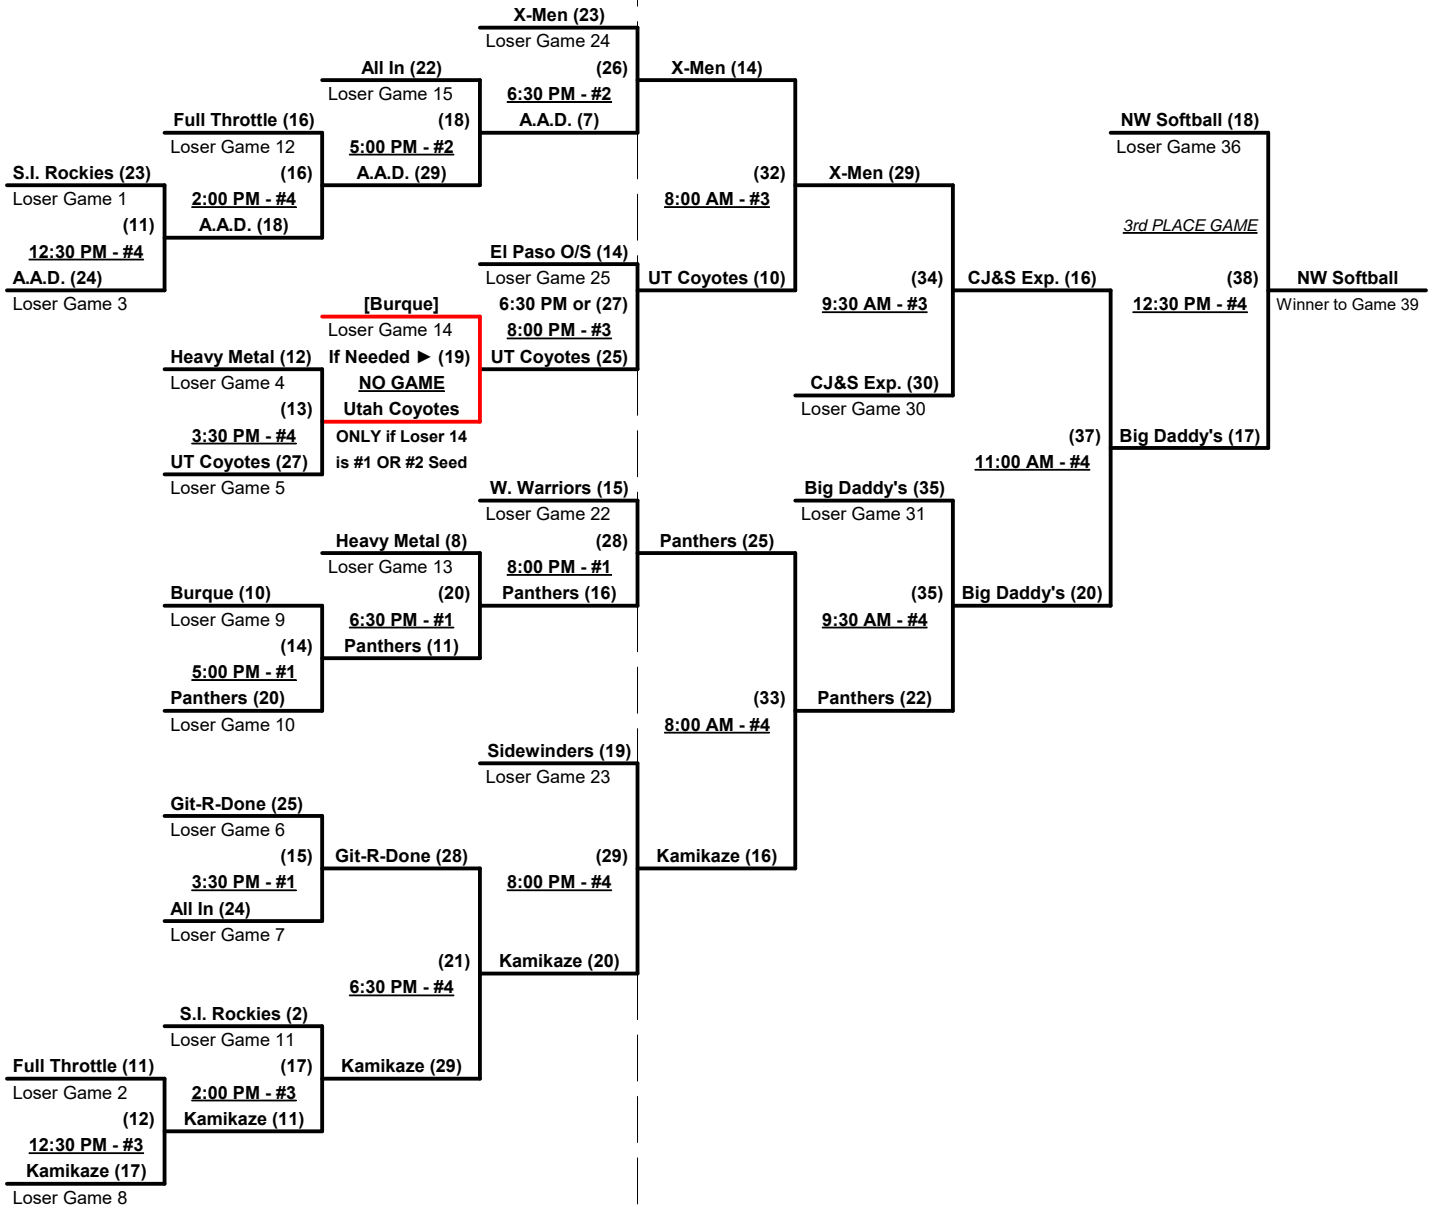 X-Men (23)
Loser Game 24
All In (22)
(26)
X-Men (14)
Loser Game 15
6:30 PM - #2
Full Throttle (16)
(18)
A.A.D. (7)
NW Softball (18)
Loser Game 12
5:00 PM - #2
Loser Game 36
S.I. Rockies (23)
(16)
A.A.D. (29)
(32)
X-Men (29)
Loser Game 1
2:00 PM - #4
8:00 AM - #3
(11)
A.A.D. (18)
3rd PLACE GAME
12:30 PM - #4
El Paso O/S (14)
A.A.D. (24)
Loser Game 25
UT Coyotes (10)
(34)
CJ&S Exp. (16)
(38)
NW Softball
Loser Game 3
[Burque]
6:30 PM or (27)
9:30 AM - #3
12:30 PM - #4
Winner to Game 39
Loser Game 14
8:00 PM - #3
Heavy Metal (12)
If Needed ► (19)
UT Coyotes (25)
Loser Game 4
NO GAME
CJ&S Exp. (30)
(13)
Utah Coyotes
Loser Game 30
3:30 PM - #4
ONLY if Loser 14
(37)
Big Daddy's (17)
UT Coyotes (27)
is #1 OR #2 Seed
11:00 AM - #4
Loser Game 5
W. Warriors (15)
Big Daddy's (35)
Loser Game 22
Loser Game 31
Heavy Metal (8)
(28)
Panthers (25)
Loser Game 13
8:00 PM - #1
Burque (10)
(20)
Panthers (16)
(35)
Big Daddy's (20)
Loser Game 9
6:30 PM - #1
9:30 AM - #4
(14)
Panthers (11)
5:00 PM - #1
Panthers (20)
(33)
Panthers (22)
Loser Game 10
8:00 AM - #4
Sidewinders (19)
Loser Game 23
Git-R-Done (25)
Loser Game 6
(15)
Git-R-Done (28)
(29)
Kamikaze (16)
3:30 PM - #1
8:00 PM - #4
All In (24)
Loser Game 7
(21)
Kamikaze (20)
6:30 PM - #4
S.I. Rockies (2)
Loser Game 11
Full Throttle (11)
(17)
Kamikaze (29)
Loser Game 2
2:00 PM - #3
(12)
Kamikaze (11)
12:30 PM - #3
Kamikaze (17)
Loser Game 8